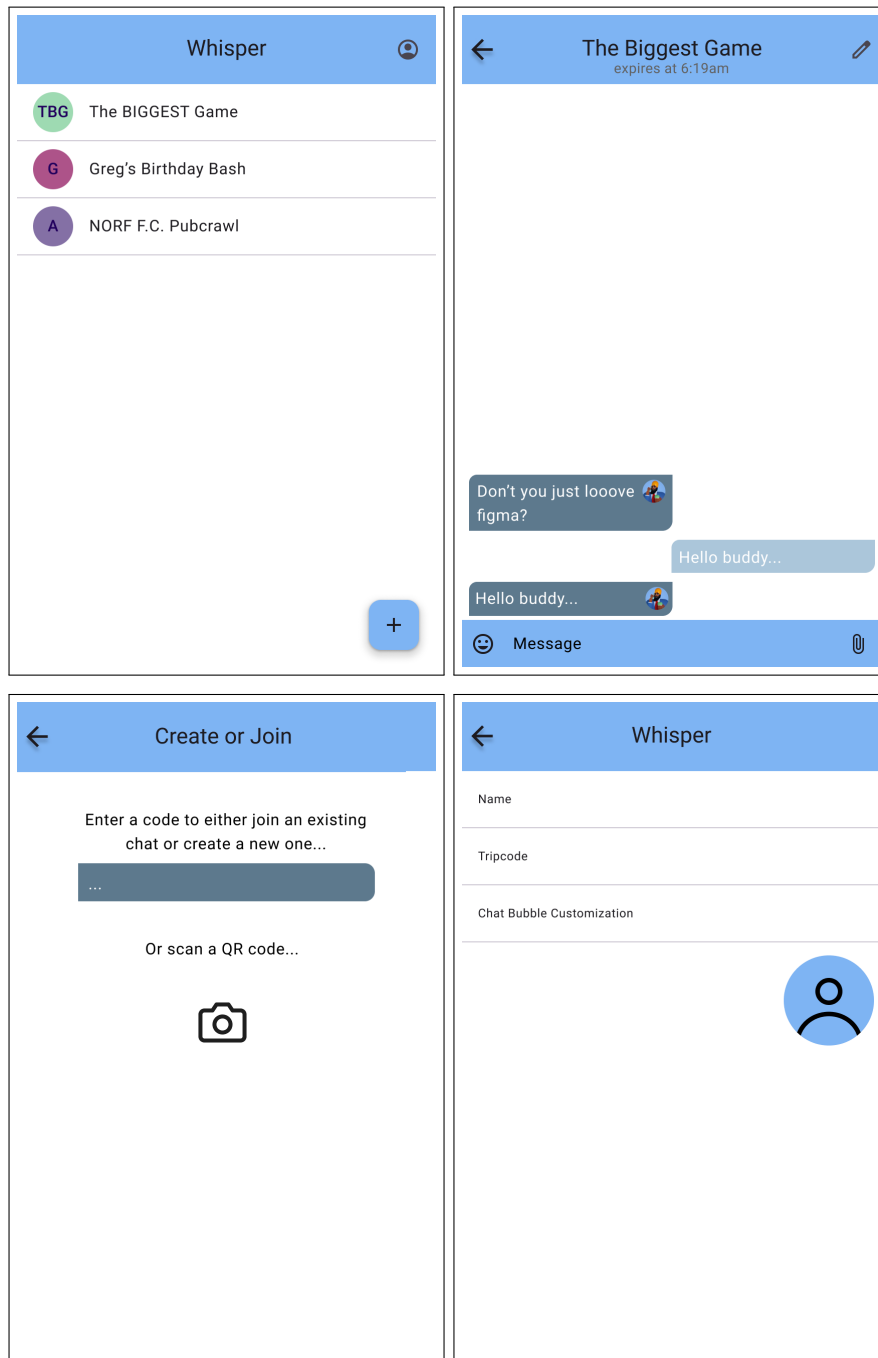 Whisper
TBG
The BIGGEST Game
G
Greg's Birthday Bash
A
NORF F.C. Pubcrawl
+
The Biggest Game
expires at 6:19am
Don't you just looove
figma?
Hello buddy...
Hello buddy...
Message
Create or Join
Enter a code to either join an existing
chat or create a new one...
...
Or scan a QR code...
Whisper
Name
Tripcode
Chat Bubble Customization